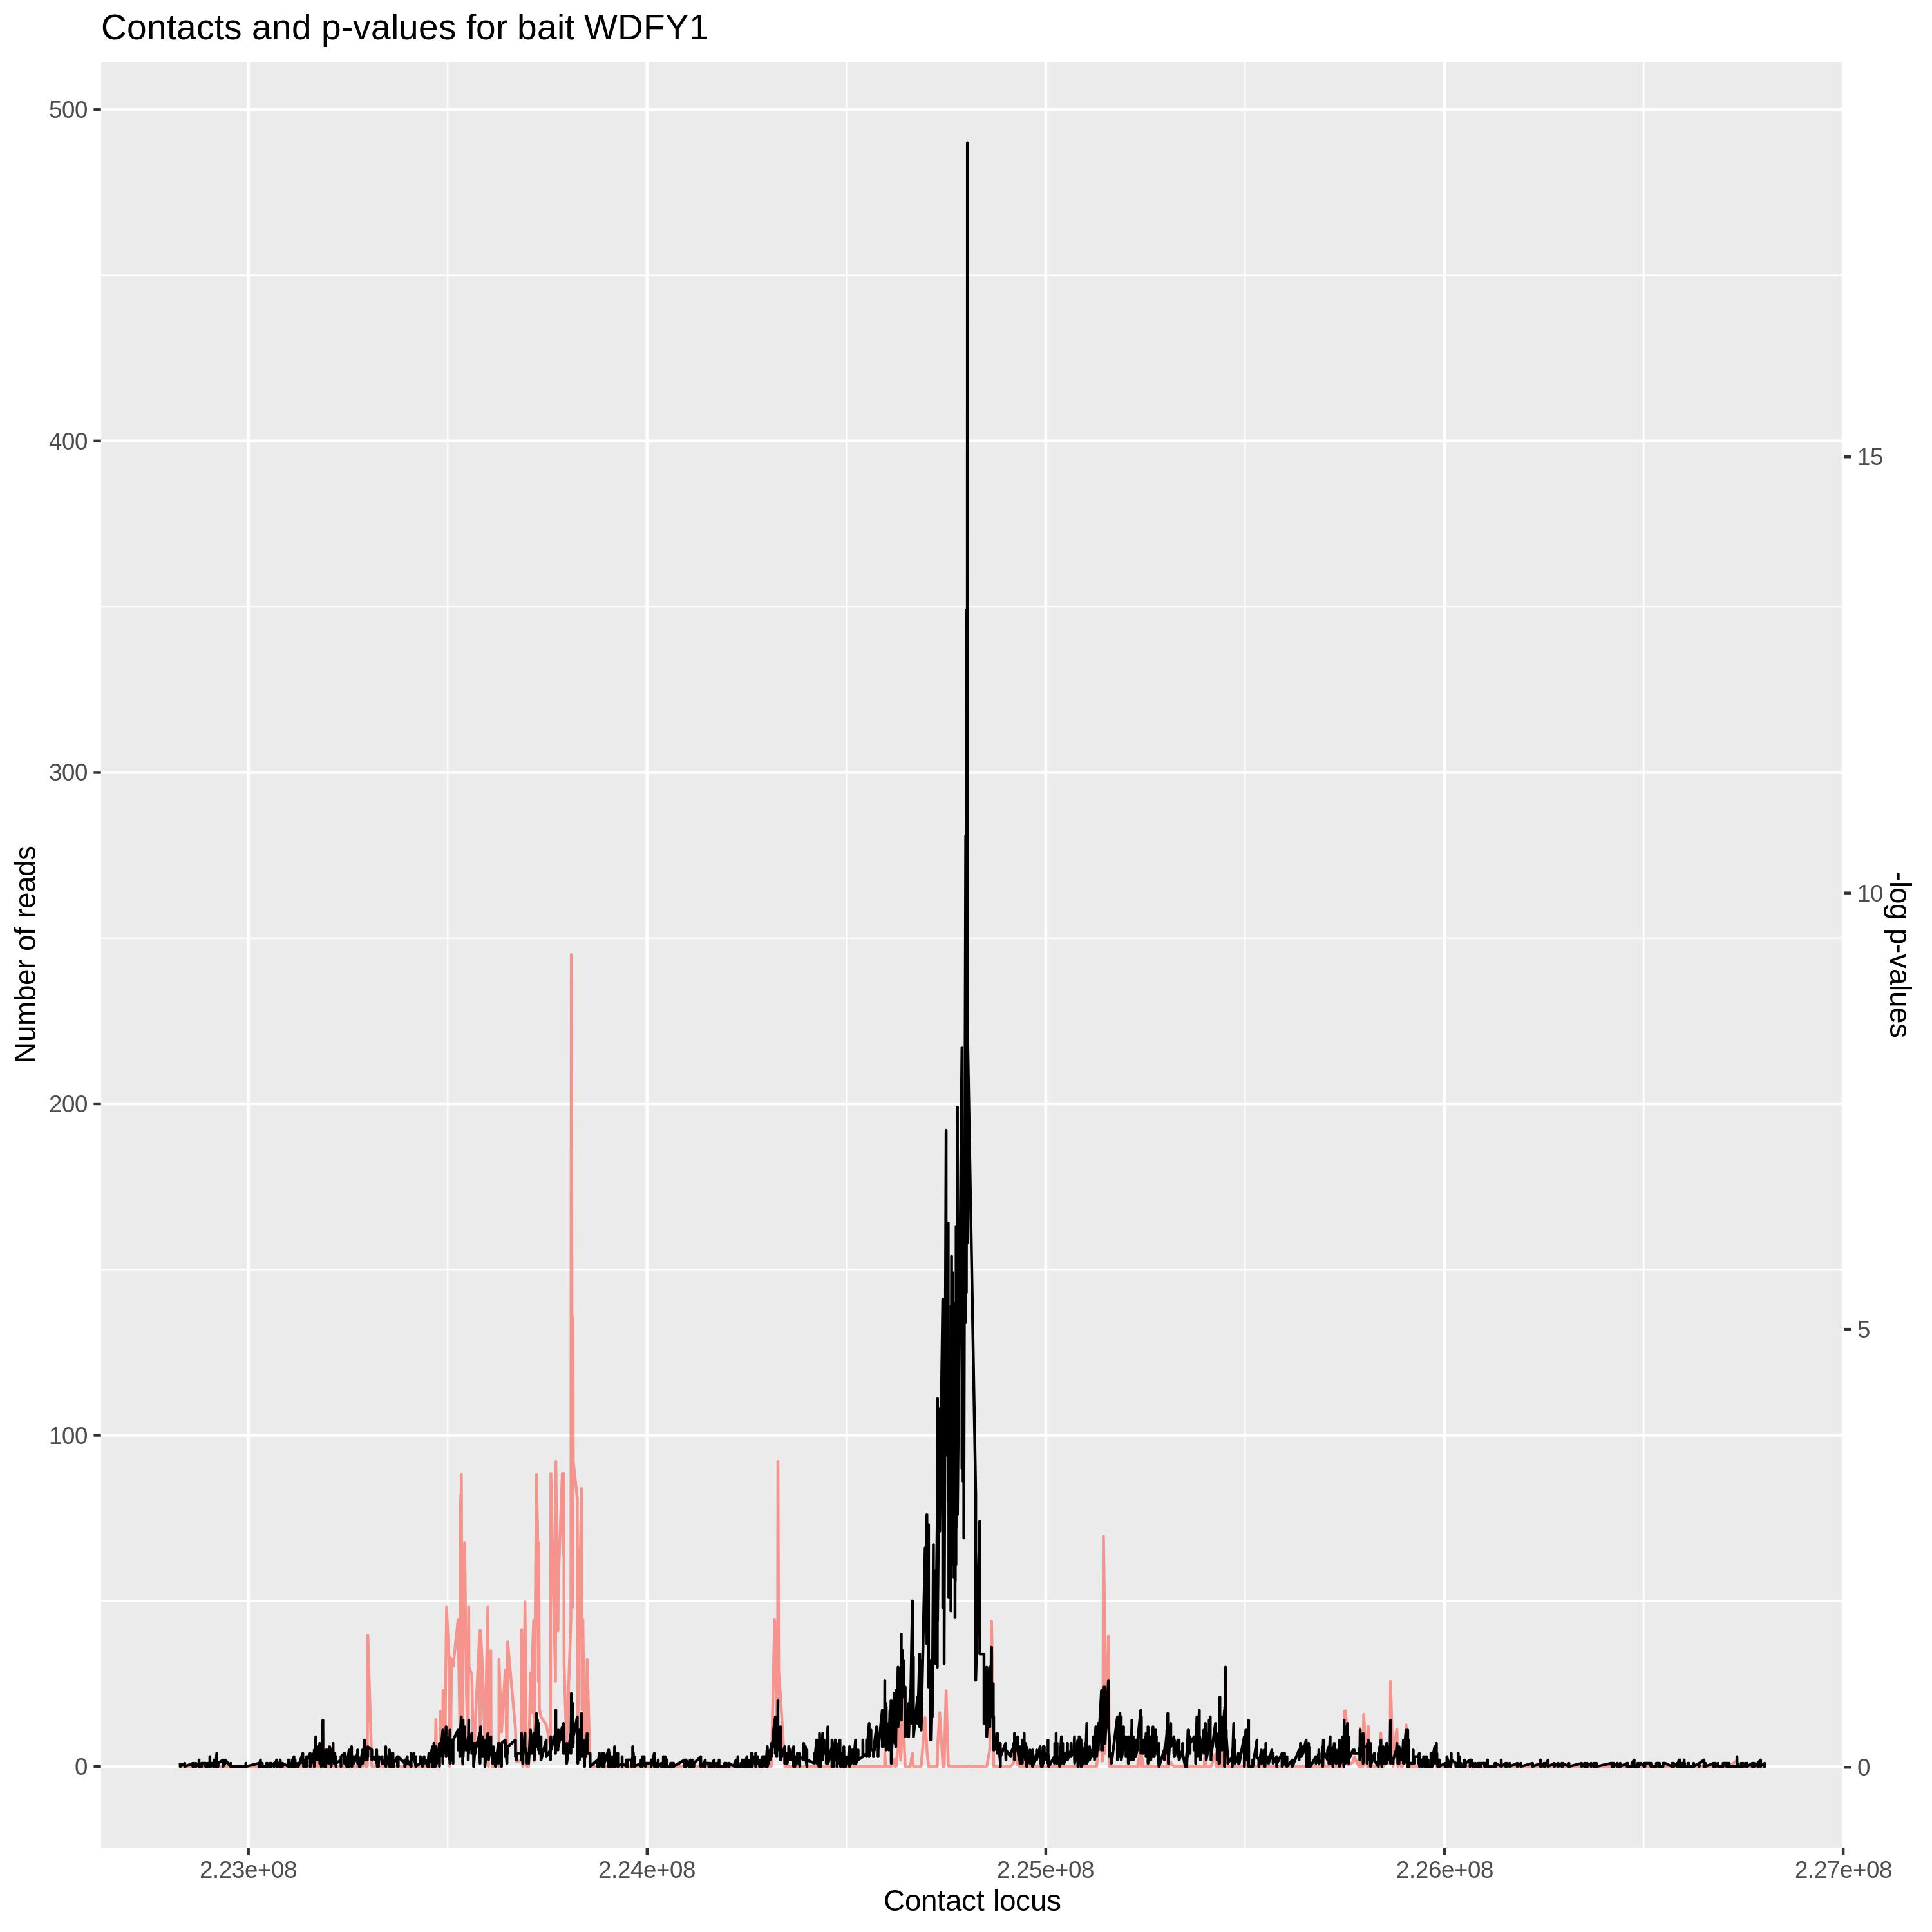 Contacts and p-values for bait WDFY1
500
400
300
200
100
0
Number of reads
15
10
5
0
-log p-values
2.23e+08
2.24e+08
2.25e+08
2.26e+08
2.27e+08
Contact locus